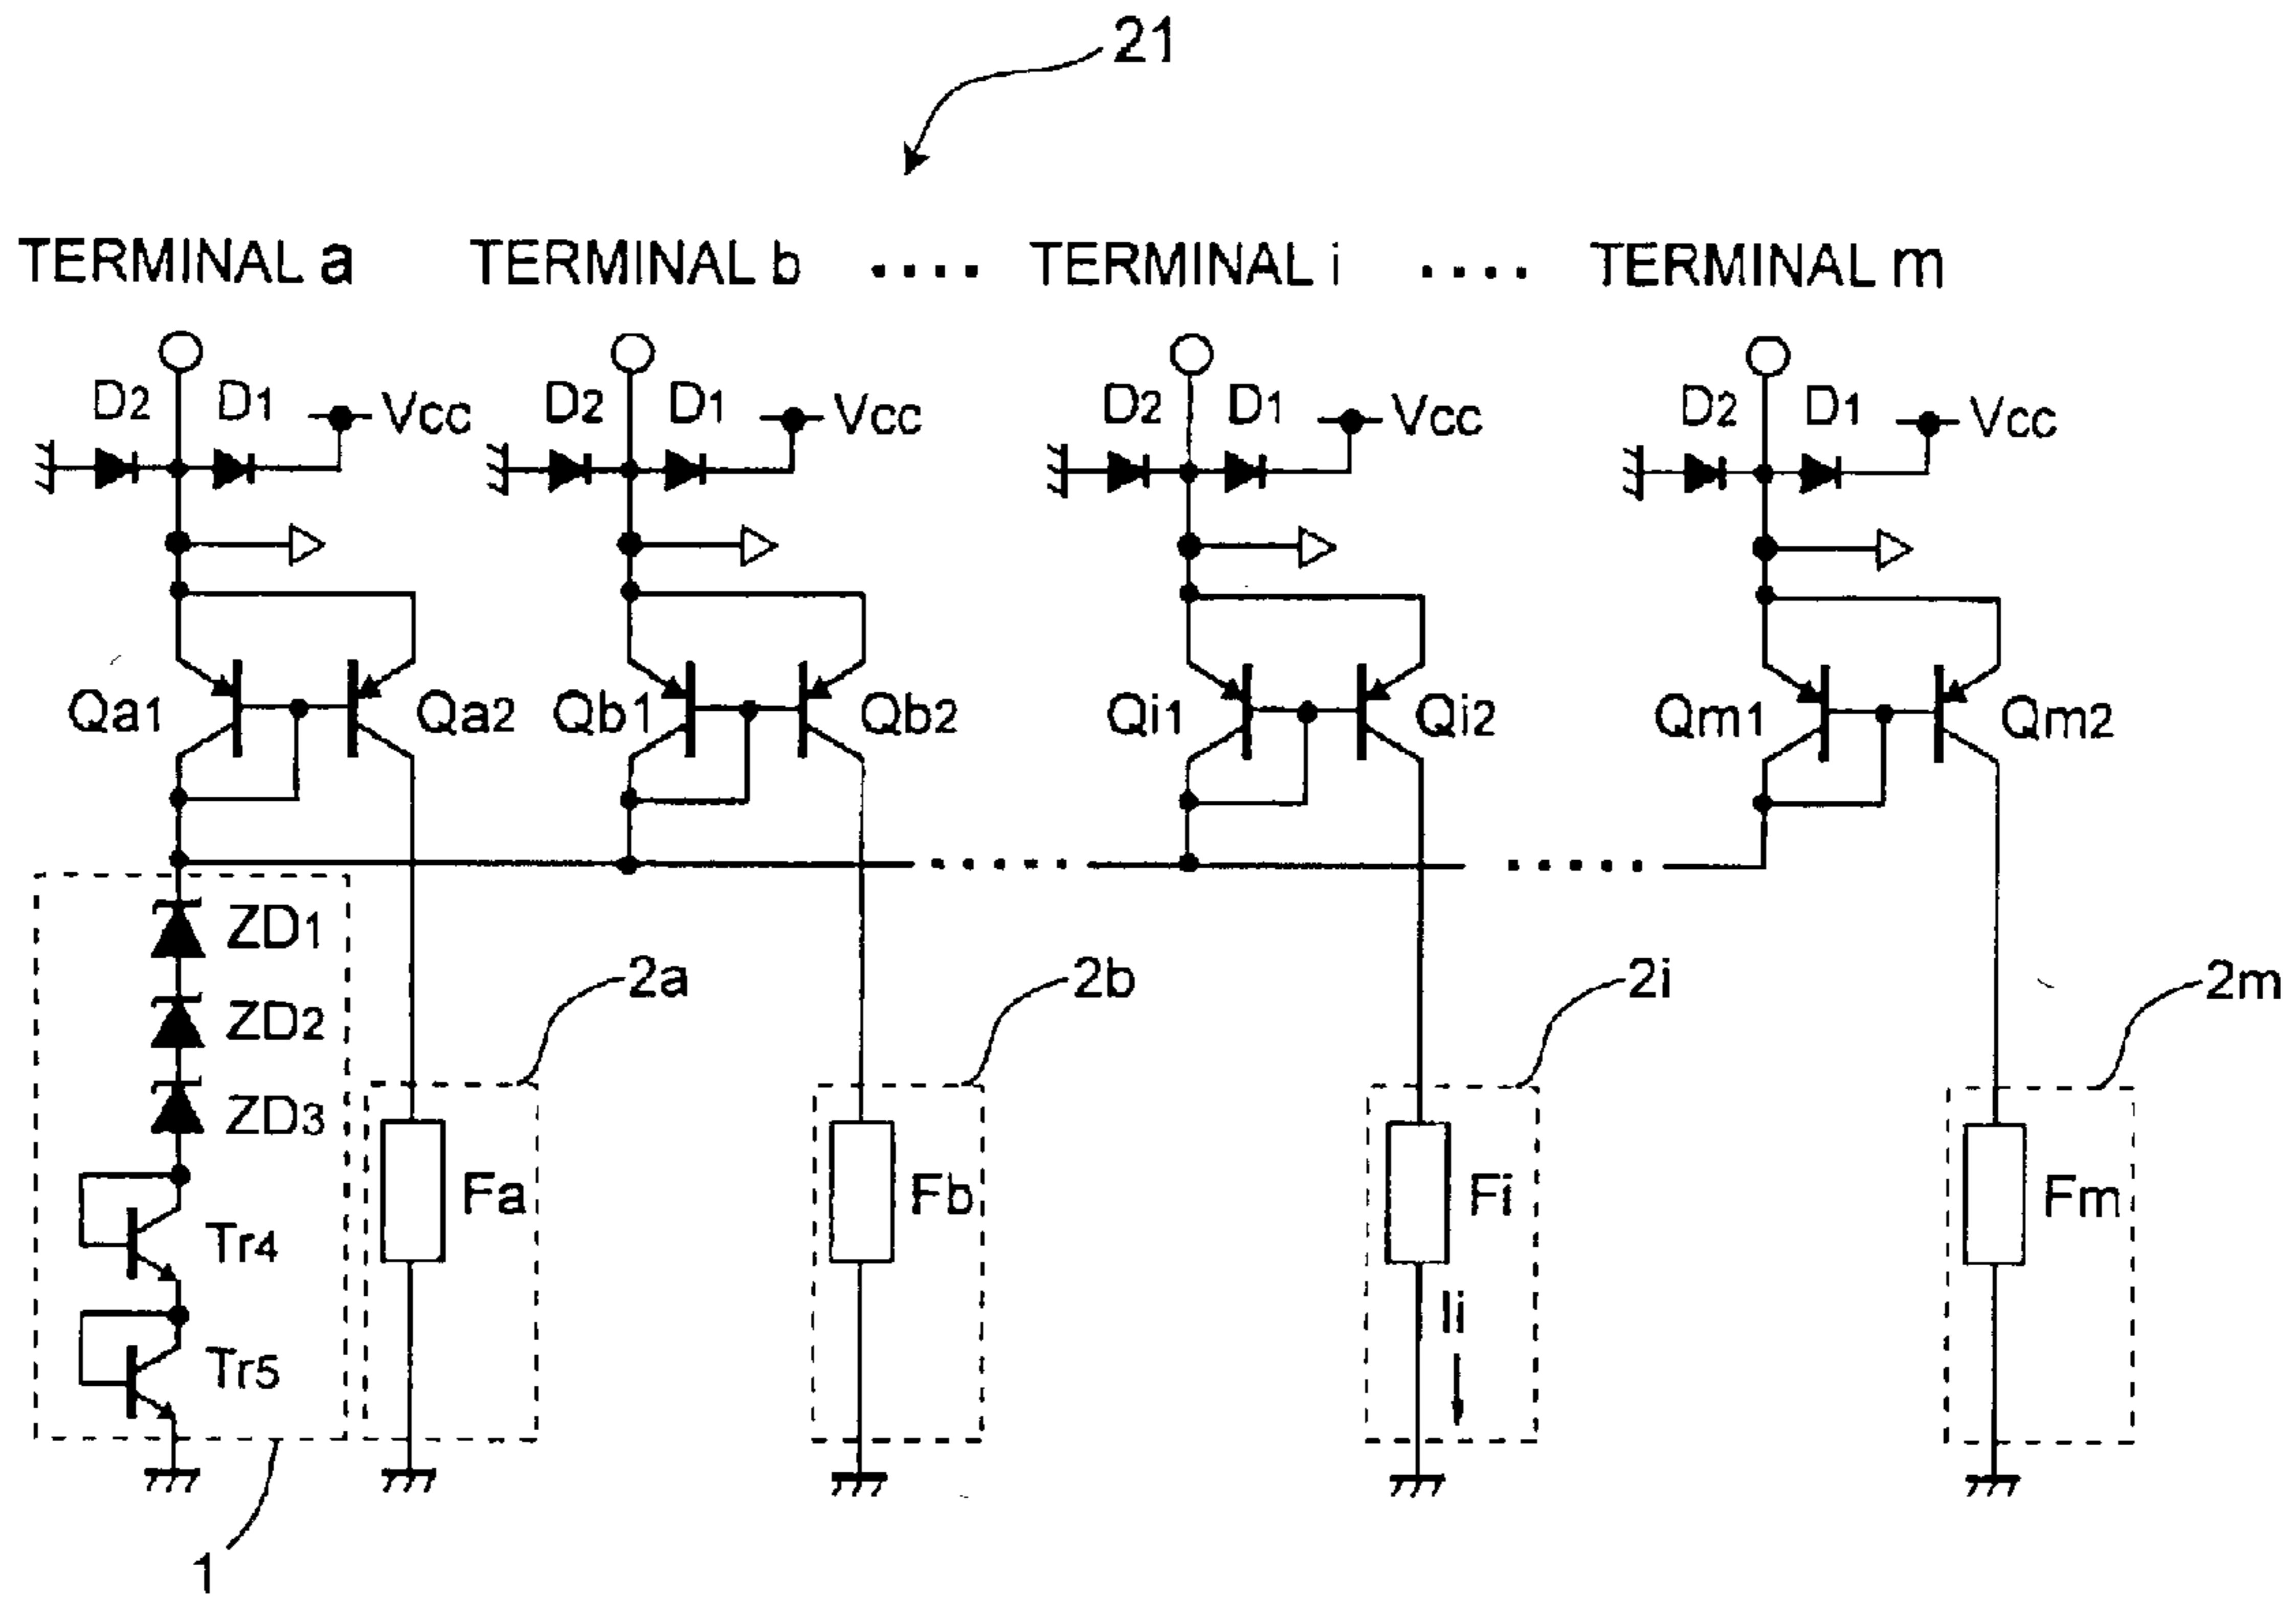 21
TERMINAL a TERMINAL b .... TERMINAL i .... TERMINAL m
D2 D1 Vcc D2 D1 Vcc D2 D1 Vcc D2 D1 Vcc
Qa1 Qa2 Qb1 Qb2 Qi1 Qi2 Qm1 Qm2
ZD1
2a 2b 2i 2m
ZD2
ZD3
Fa Fb Fi Fm
Tr4
Ii
Tr5
1